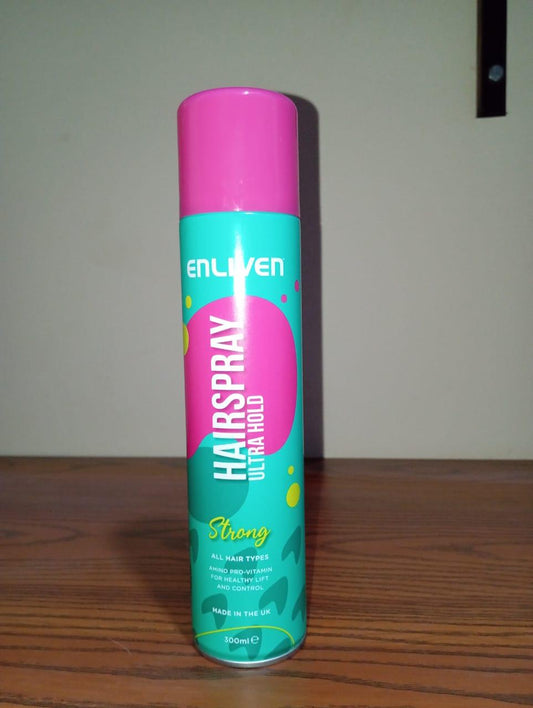 ENLIVEN
HAIRSPRAY
ULTRA HOLD
Strong
ALL HAIR TYPES
AMINO PRO-VITAMIN
FOR HEALTHY LIFT
AND CONTROL
MADE IN THE UK
300ml℮